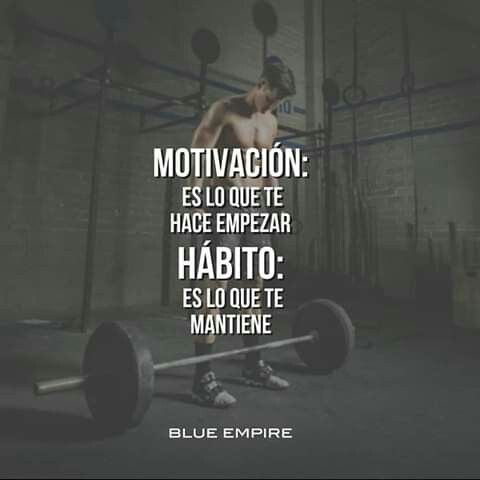 MOTIVACIÓN:
ES LO QUE TE
HACE EMPEZAR
HÁBITO:
ES LO QUE TE
MANTIENE
BLUE EMPIRE